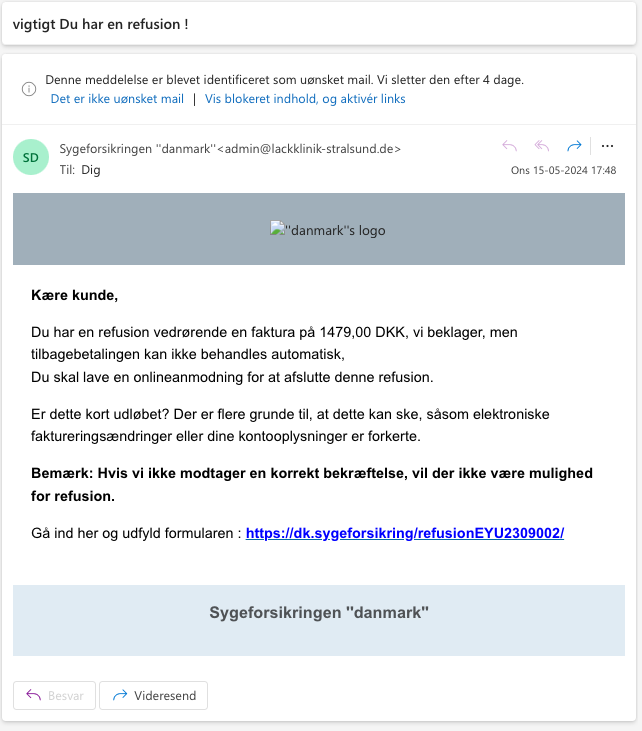 vigtigt Du har en refusion !
Denne meddelelse er blevet identificeret som uønsket mail. Vi sletter den efter 4 dage.
Det er ikke uønsket mail | Vis blokeret indhold, og aktivér links
SD
Sygeforsikringen "danmark"<admin@lackklinik-stralsund.de>
Til: Dig
Ons 15-05-2024 17:48
"danmark"s logo
Kære kunde,
Du har en refusion vedrørende en faktura på 1479,00 DKK, vi beklager, men
tilbagebetalingen kan ikke behandles automatisk,
Du skal lave en onlineanmodning for at afslutte denne refusion.
Er dette kort udløbet? Der er flere grunde til, at dette kan ske, såsom elektroniske
faktureringsændringer eller dine kontooplysninger er forkerte.
Bemærk: Hvis vi ikke modtager en korrekt bekræftelse, vil der ikke være mulighed
for refusion.
Gå ind her og udfyld formularen : https://dk.sygeforsikring/refusionEYU2309002/
Sygeforsikringen "danmark"
Besvar
Videresend